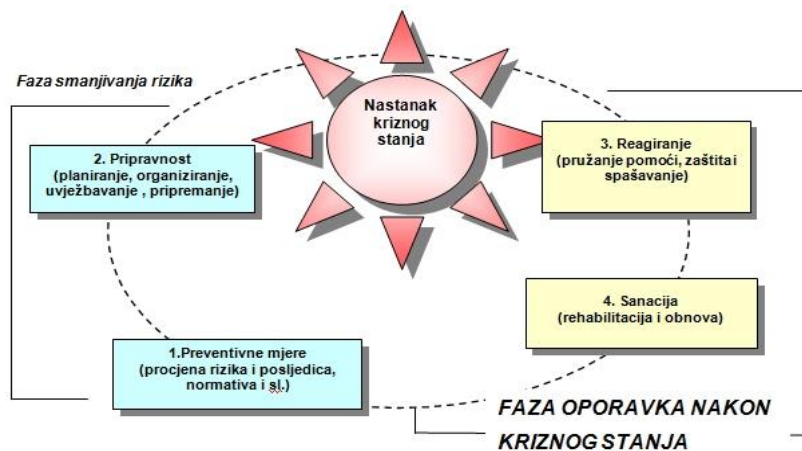 Faza smanjivanja rizika
Nastanak
kriznog
stanja
2. Pripravnost
(planiranje, organiziranje,
uvježbavanje , pripremanje)
3. Reagiranje
(pružanje pomoći, zaštita i
spašavanje)
4. Sanacija
(rehabilitacija i obnova)
1.Preventivne mjere
(procjena rizika i posljedica,
normativa i sl.)
FAZA OPORAVKA NAKON
KRIZNOG STANJA